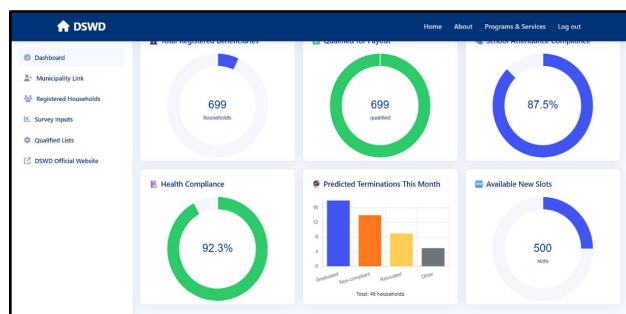 DSWD
Home About Programs & Services Log out
Dashboard
Municipality Link
Registered Households
Survey Inputs
Qualified Lists
DSWD Official Website
Total Registered Beneficiaries
699
households
Qualified for Payout
699
qualified
School Attendance Compliance
87.5%
Health Compliance
92.3%
Predicted Terminations This Month
16
12
8
4
0
Graduated
Non-compliant
Relocated
Other
Total: 46 households
Available New Slots
500
slots